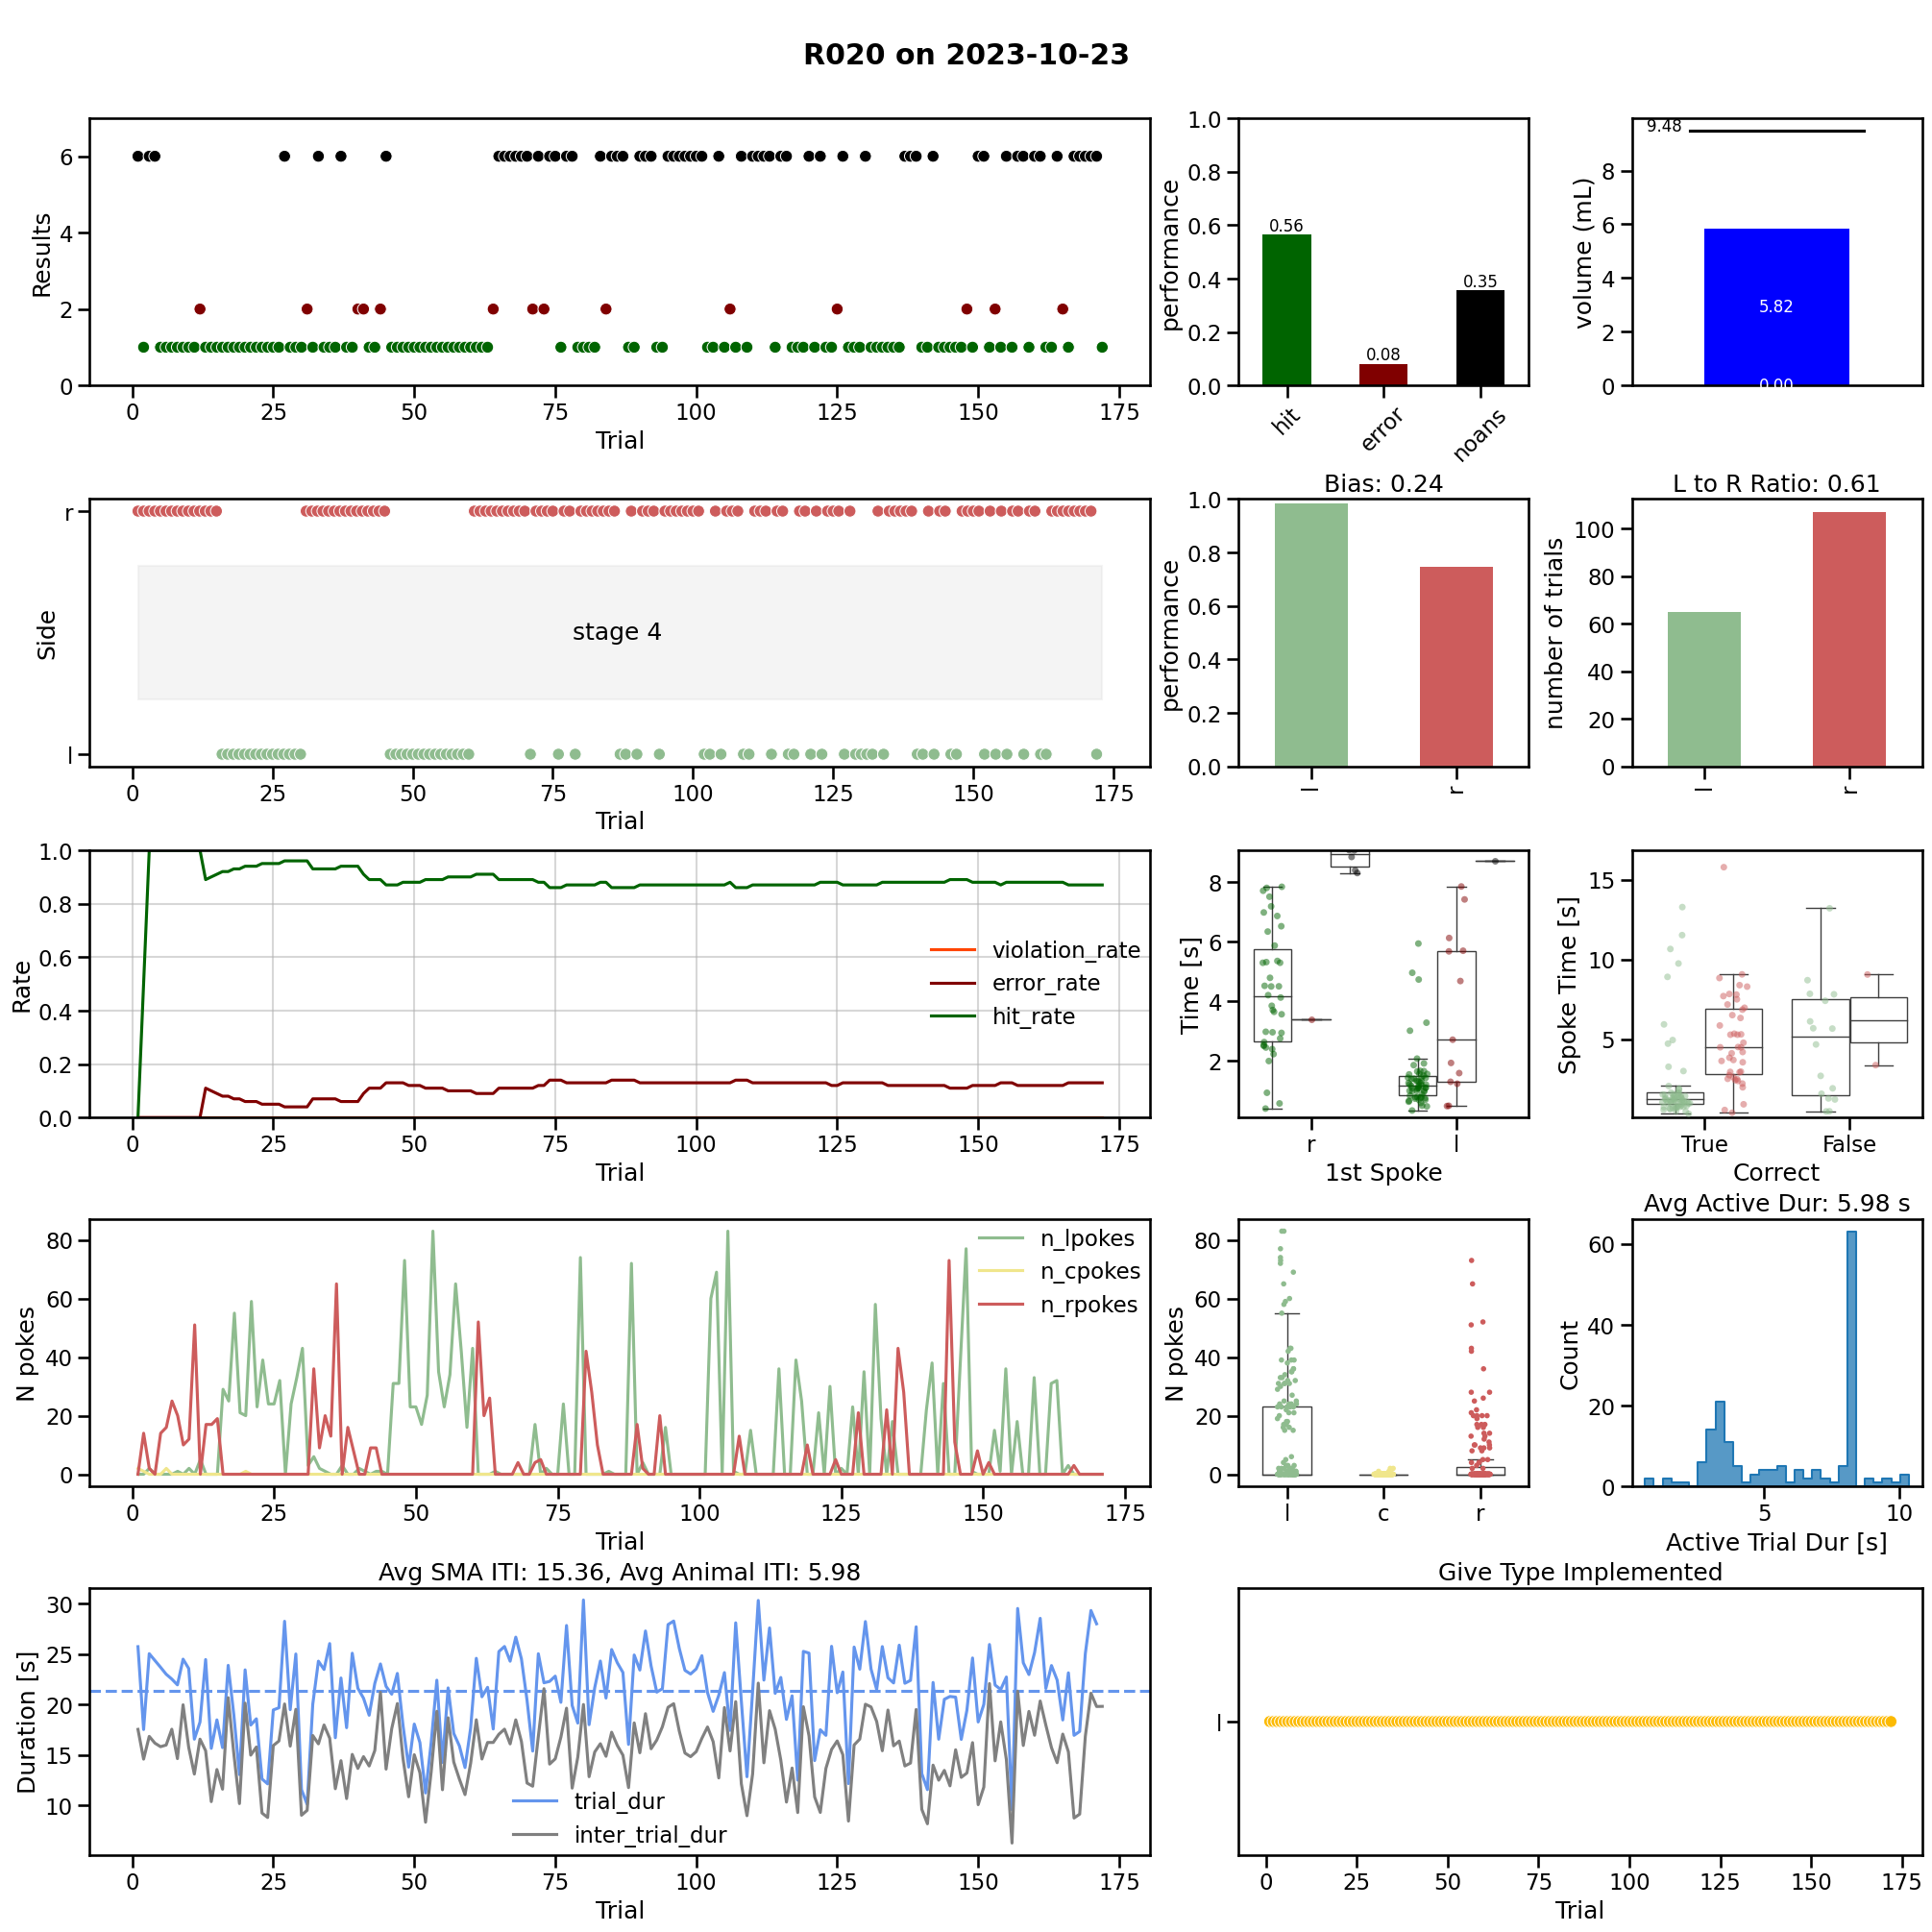 R020 on 2023-10-23
Results
6
4
2
0
0 25 50 75 100 125 150 175
Trial
performance
1.0
0.8
0.6
0.4
0.2
0.0
0.56
0.08
0.35
hit error noans
volume (mL)
8
6
4
2
0
9.48
5.82
0.00
Side
r
l
stage 4
0 25 50 75 100 125 150 175
Trial
Bias: 0.24
performance
1.0
0.8
0.6
0.4
0.2
0.0
l r
L to R Ratio: 0.61
number of trials
100
80
60
40
20
0
l r
Rate
1.0
0.8
0.6
0.4
0.2
0.0
violation_rate
error_rate
hit_rate
0 25 50 75 100 125 150 175
Trial
Time [s]
8
6
4
2
r l
1st Spoke
Spoke Time [s]
15
10
5
True False
Correct
N pokes
80
60
40
20
0
n_lpokes
n_cpokes
n_rpokes
0 25 50 75 100 125 150 175
Trial
N pokes
80
60
40
20
0
l c r
Avg Active Dur: 5.98 s
Count
60
40
20
0
5 10
Active Trial Dur [s]
Avg SMA ITI: 15.36, Avg Animal ITI: 5.98
Duration [s]
30
25
20
15
10
trial_dur
inter_trial_dur
0 25 50 75 100 125 150 175
Trial
Give Type Implemented
l
0 25 50 75 100 125 150 175
Trial